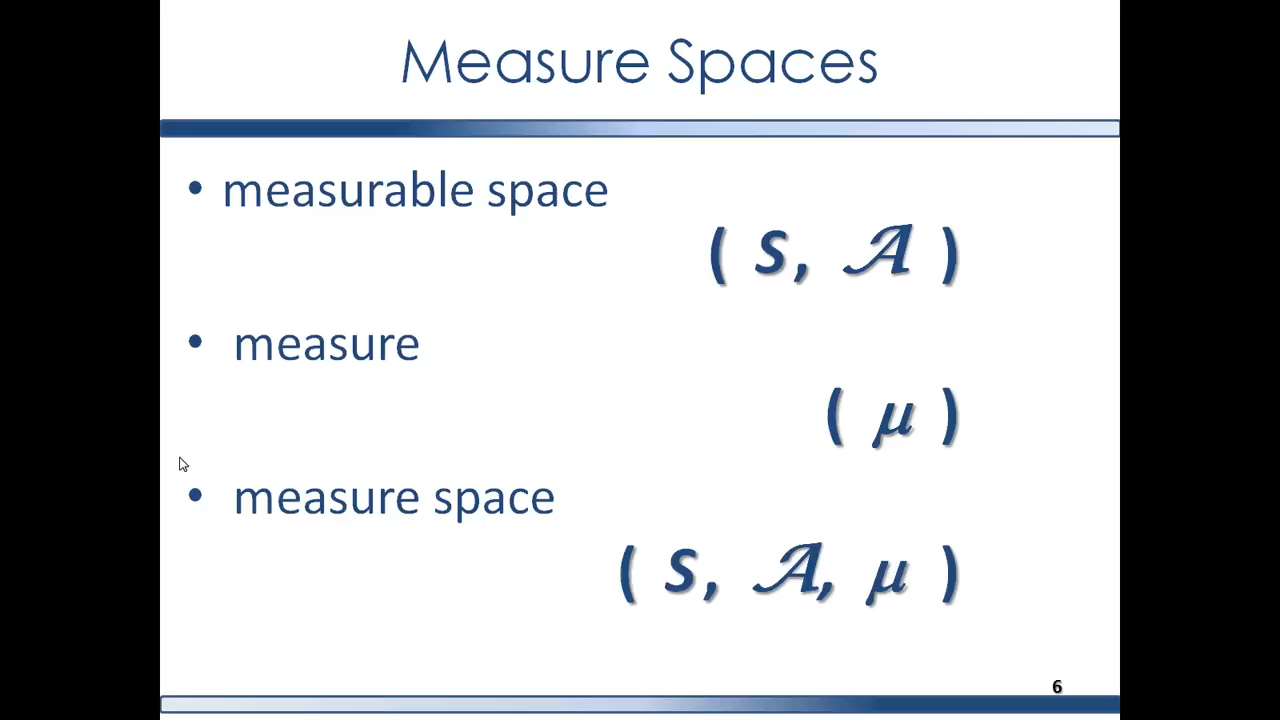 Measure Spaces
• measurable space
( S, 𝒜 )
• measure
( μ )
• measure space
( S, 𝒜, μ )
6